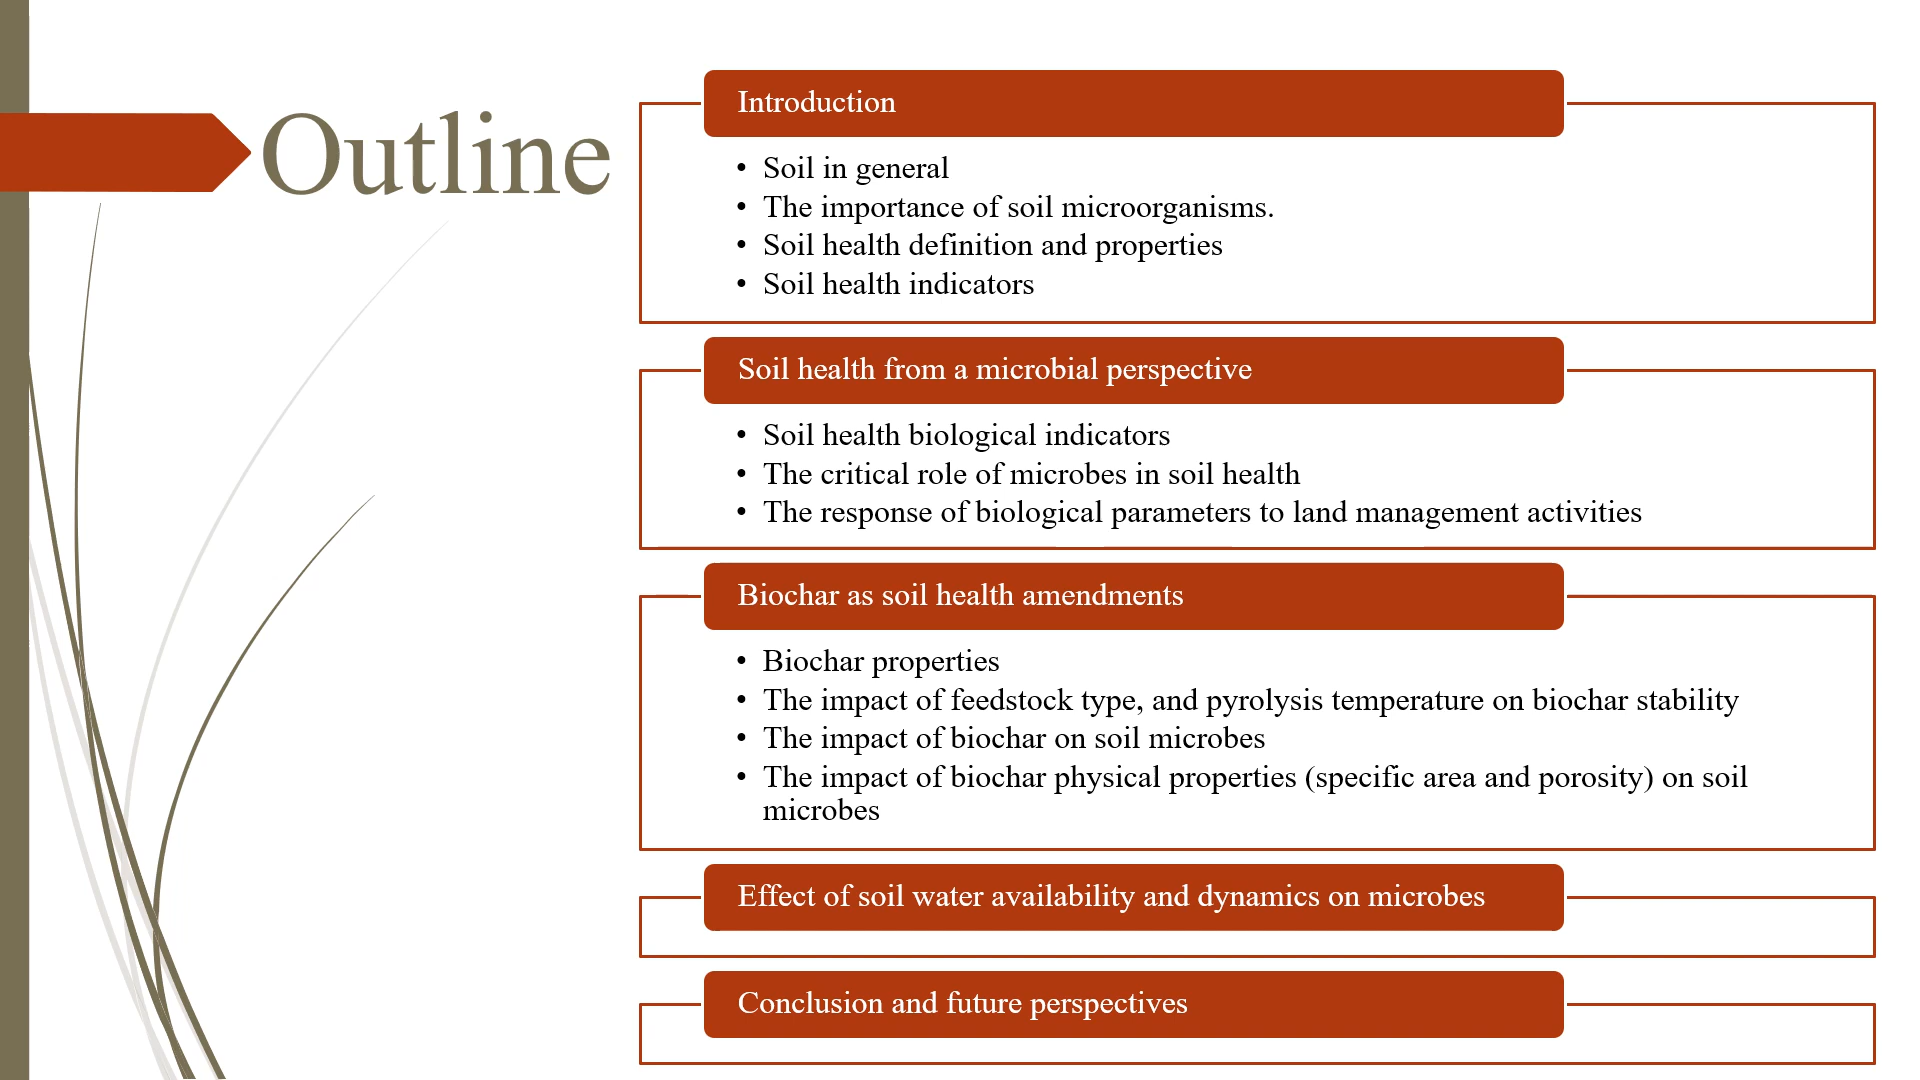 Outline
Introduction
• Soil in general
• The importance of soil microorganisms.
• Soil health definition and properties
• Soil health indicators
Soil health from a microbial perspective
• Soil health biological indicators
• The critical role of microbes in soil health
• The response of biological parameters to land management activities
Biochar as soil health amendments
• Biochar properties
• The impact of feedstock type, and pyrolysis temperature on biochar stability
• The impact of biochar on soil microbes
• The impact of biochar physical properties (specific area and porosity) on soil
microbes
Effect of soil water availability and dynamics on microbes
Conclusion and future perspectives